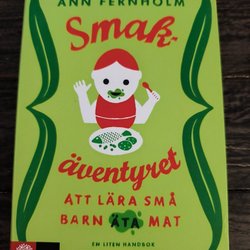 ANN FERNHOLM
Smak-
äventyret
ATT LÄRA SMÅ
BARN ÄTA MAT
EN LITEN HANDBOK